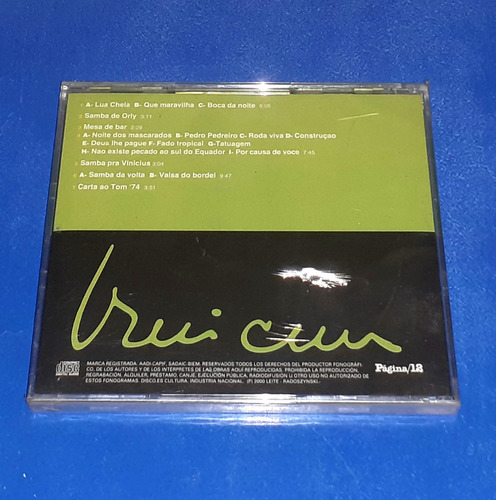 1 A- Lua Cheia B- Que maravilha C- Boca da noite 6:05
2 Samba de Orly 3:11
3 Mesa de bar 2:28
4 A- Noite dos mascarados B- Pedro Pedreiro C- Roda viva D- Construçao
E- Deus lhe pague F- Fado tropical G- Tatuagem
H- Nao existe pecado ao sul do Equador I- Por causa de voce 7:45
5 Samba pra Vinicius 3:04
6 A- Samba da volta B- Valsa do bordel 9:47
7 Carta ao Tom '74 3:51
MARCA REGISTRADA. AADI.CAPIF, SADAIC-BIEM. RESERVADOS TODOS LOS DERECHOS DEL PRODUCTOR FONOGRÁFI-
CO, DE LOS AUTORES Y DE LOS INTERPRETES DE LAS OBRAS AQUI REPRODUCIDAS. PROHIBIDA LA REPRODUCCIÓN,
REGRABACIÓN, ALQUILER, PRESTAMO, CANJE, EJECUCIÓN PÚBLICA, RADIODIFUSIÓN U OTRO USO NO AUTORIZADO DE
ESTOS FONOGRAMAS. DISCO ES CULTURA. INDUSTRIA NACIONAL. (P) 2000 LEITE - RADOSZYNSKI.-
disc
Página/12